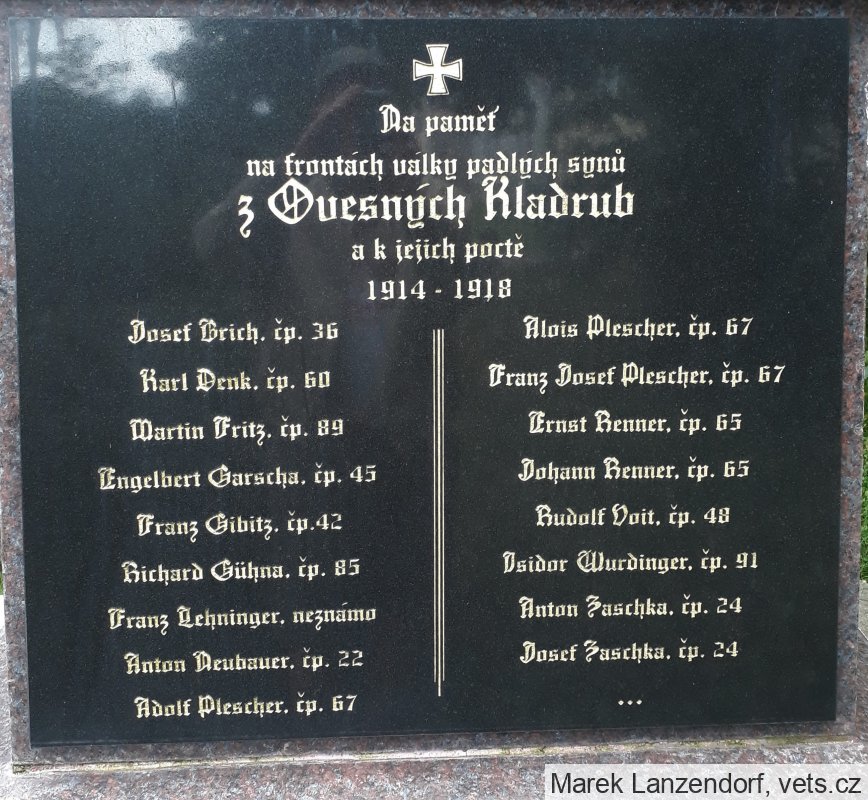 Na paměť
na frontách války padlých synů
z Ovesných Kladrub
a k jejich poctě
1914 - 1918
Josef Brich, čp. 36
Karl Denk, čp. 60
Martin Fritz, čp. 89
Engelbert Garscha, čp. 45
Franz Gibitz, čp.42
Richard Gühna, čp. 85
Franz Lehninger, neznámo
Anton Neubauer, čp. 22
Adolf Plescher, čp. 67
Alois Plescher, čp. 67
Franz Josef Plescher, čp. 67
Ernst Renner, čp. 65
Johann Renner, čp. 65
Rudolf Voit, čp. 48
Isidor Wurdinger, čp. 91
Anton Zaschka, čp. 24
Josef Zaschka, čp. 24
...
Marek Lanzendorf, vets.cz